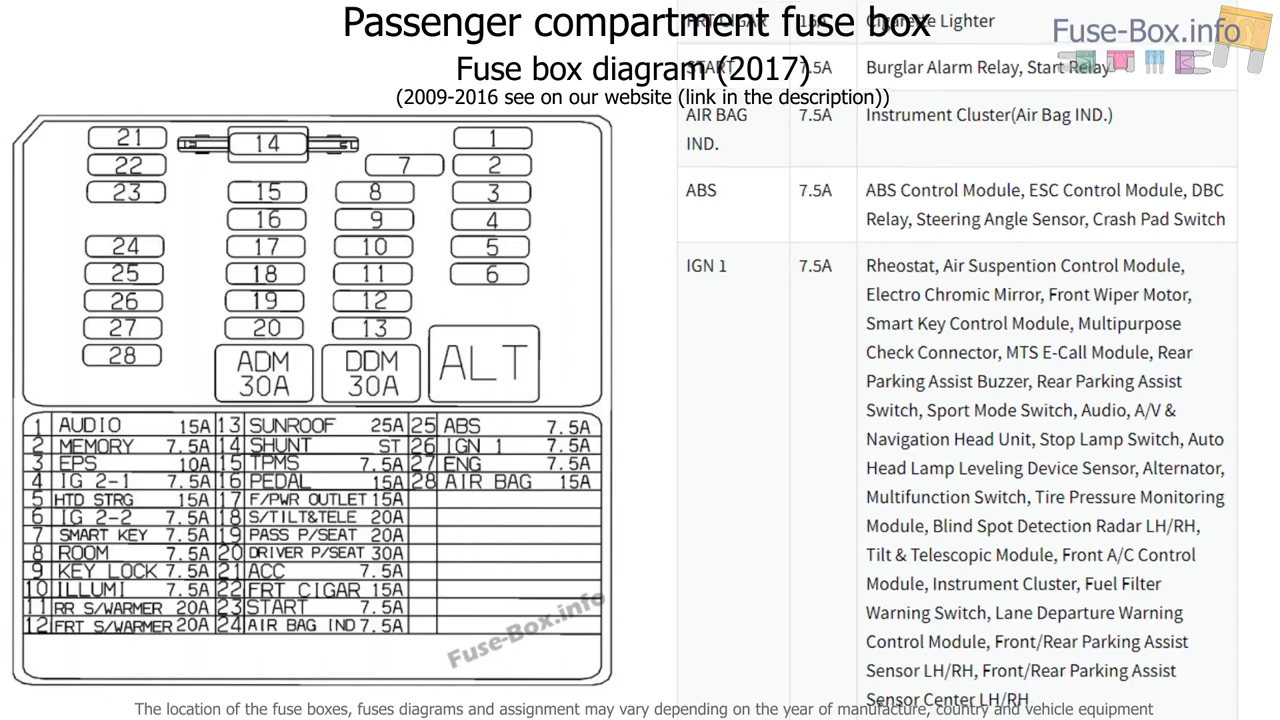 Passenger compartment fuse box
Fuse box diagram (2017)
(2009-2016 see on our website (link in the description))
Fuse-Box.info
21 14 1
22 7 2
23 15 8 3
16 9 4
24 17 10 5
25 18 11 6
26 19 12
27 20 13
28
ADM 30A
DDM 30A
ALT
1 AUDIO 15A 13 SUNROOF 25A 25 ABS 7.5A
2 MEMORY 7.5A 14 SHUNT ST 26 IGN 1 7.5A
3 EPS 10A 15 TPMS 7.5A 27 ENG 7.5A
4 IG 2-1 7.5A 16 PEDAL 15A 28 AIR BAG 15A
5 HTD STRG 15A 17 F/PWR OUTLET 15A
6 IG 2-2 7.5A 18 S/TILT&TELE 20A
7 SMART KEY 7.5A 19 PASS P/SEAT 20A
8 ROOM 7.5A 20 DRIVER P/SEAT 30A
9 KEY LOCK 7.5A 21 ACC 7.5A
10 ILLUMI 7.5A 22 FRT CIGAR 15A
11 RR S/WARMER 20A 23 START 7.5A
12 FRT S/WARMER 20A 24 AIR BAG IND 7.5A
Fuse-Box.info
FRT CIGAR 15A Cigarette Lighter
START 7.5A Burglar Alarm Relay, Start Relay
AIR BAG 7.5A Instrument Cluster(Air Bag IND.)
IND.
ABS 7.5A ABS Control Module, ESC Control Module, DBC
Relay, Steering Angle Sensor, Crash Pad Switch
IGN 1 7.5A Rheostat, Air Suspention Control Module,
Electro Chromic Mirror, Front Wiper Motor,
Smart Key Control Module, Multipurpose
Check Connector, MTS E-Call Module, Rear
Parking Assist Buzzer, Rear Parking Assist
Switch, Sport Mode Switch, Audio, A/V &
Navigation Head Unit, Stop Lamp Switch, Auto
Head Lamp Leveling Device Sensor, Alternator,
Multifunction Switch, Tire Pressure Monitoring
Module, Blind Spot Detection Radar LH/RH,
Tilt & Telescopic Module, Front A/C Control
Module, Instrument Cluster, Fuel Filter
Warning Switch, Lane Departure Warning
Control Module, Front/Rear Parking Assist
Sensor LH/RH, Front/Rear Parking Assist
Sensor Center LH/RH
The location of the fuse boxes, fuses diagrams and assignment may vary depending on the year of manufacture, country and vehicle equipment